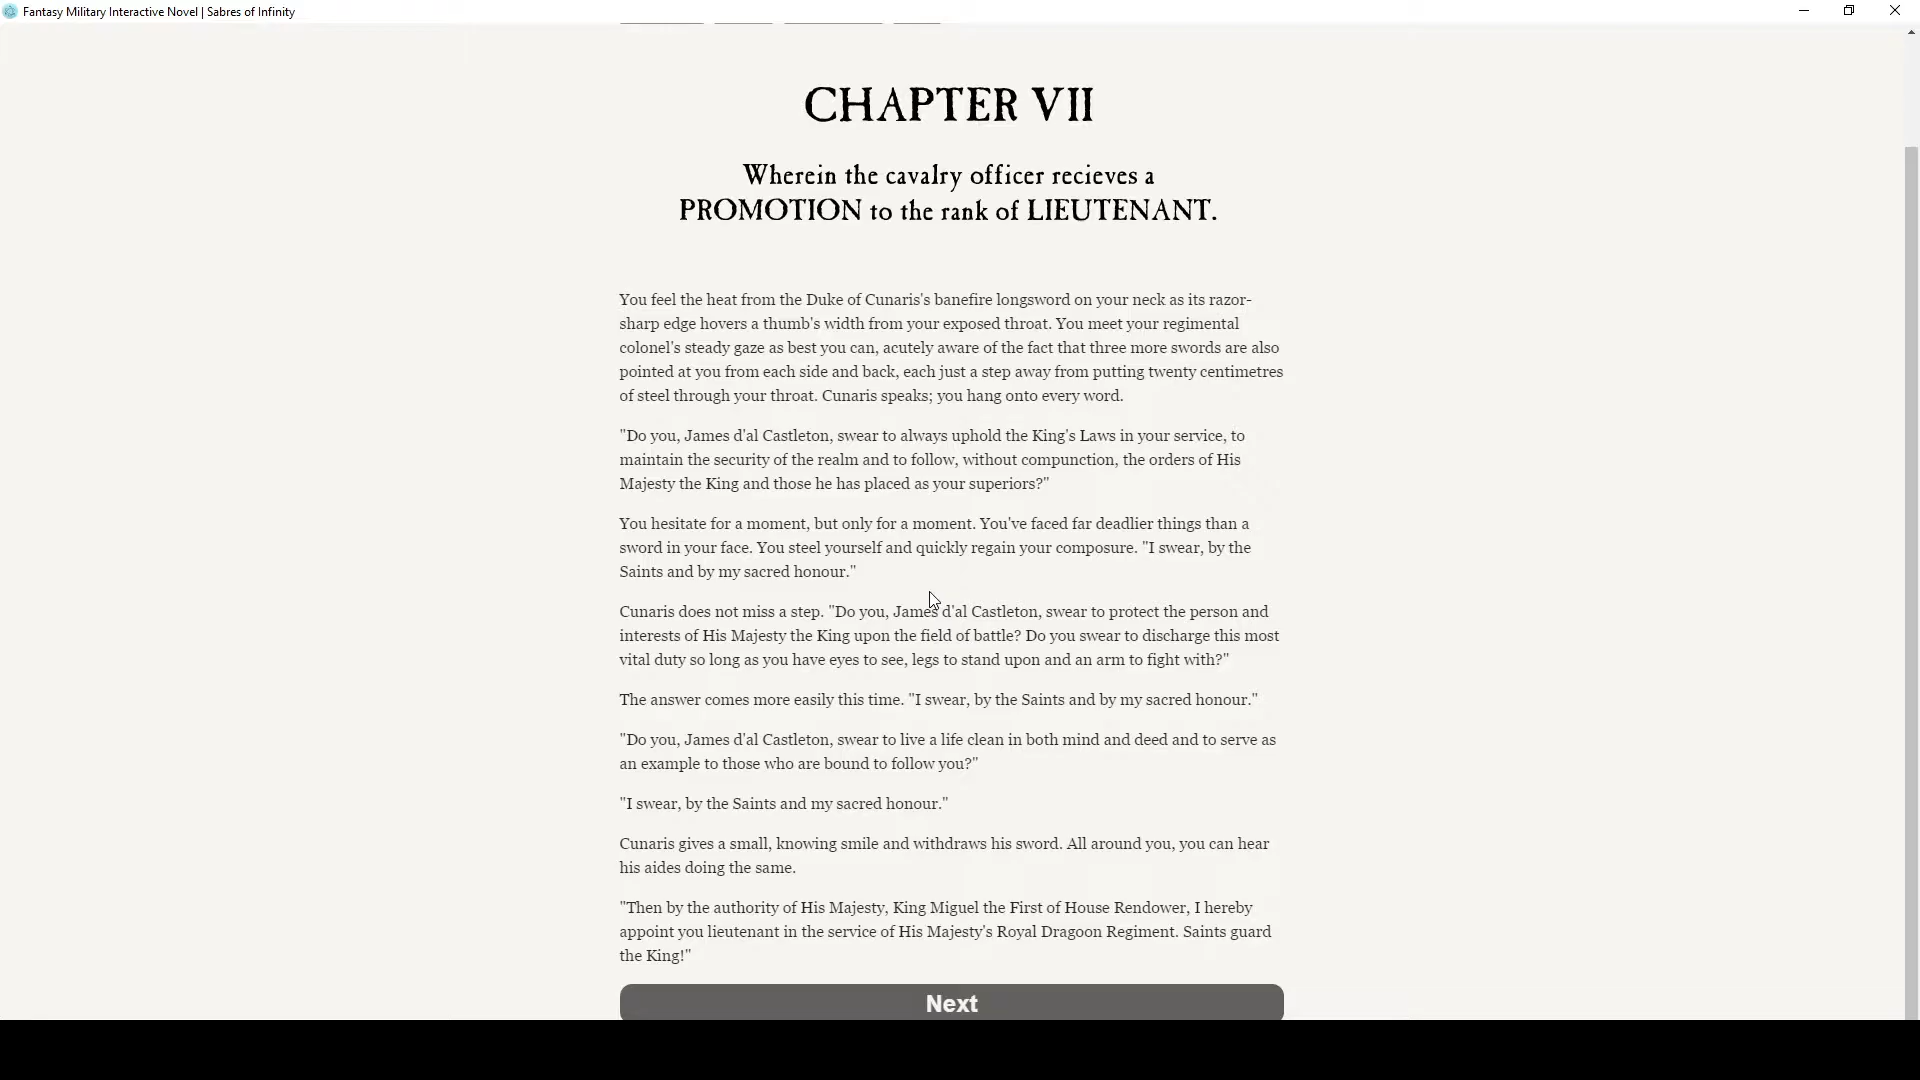 Fantasy Military Interactive Novel | Sabres of Infinity
CHAPTER VII
Wherein the cavalry officer recieves a
PROMOTION to the rank of LIEUTENANT.
You feel the heat from the Duke of Cunaris's banefire longsword on your neck as its razor-
sharp edge hovers a thumb's width from your exposed throat. You meet your regimental
colonel's steady gaze as best you can, acutely aware of the fact that three more swords are also
pointed at you from each side and back, each just a step away from putting twenty centimetres
of steel through your throat. Cunaris speaks; you hang onto every word.
"Do you, James d'al Castleton, swear to always uphold the King's Laws in your service, to
maintain the security of the realm and to follow, without compunction, the orders of His
Majesty the King and those he has placed as your superiors?"
You hesitate for a moment, but only for a moment. You've faced far deadlier things than a
sword in your face. You steel yourself and quickly regain your composure. "I swear, by the
Saints and by my sacred honour."
Cunaris does not miss a step. "Do you, James d'al Castleton, swear to protect the person and
interests of His Majesty the King upon the field of battle? Do you swear to discharge this most
vital duty so long as you have eyes to see, legs to stand upon and an arm to fight with?"
The answer comes more easily this time. "I swear, by the Saints and by my sacred honour."
"Do you, James d'al Castleton, swear to live a life clean in both mind and deed and to serve as
an example to those who are bound to follow you?"
"I swear, by the Saints and my sacred honour."
Cunaris gives a small, knowing smile and withdraws his sword. All around you, you can hear
his aides doing the same.
"Then by the authority of His Majesty, King Miguel the First of House Rendower, I hereby
appoint you lieutenant in the service of His Majesty's Royal Dragoon Regiment. Saints guard
the King!"
Next